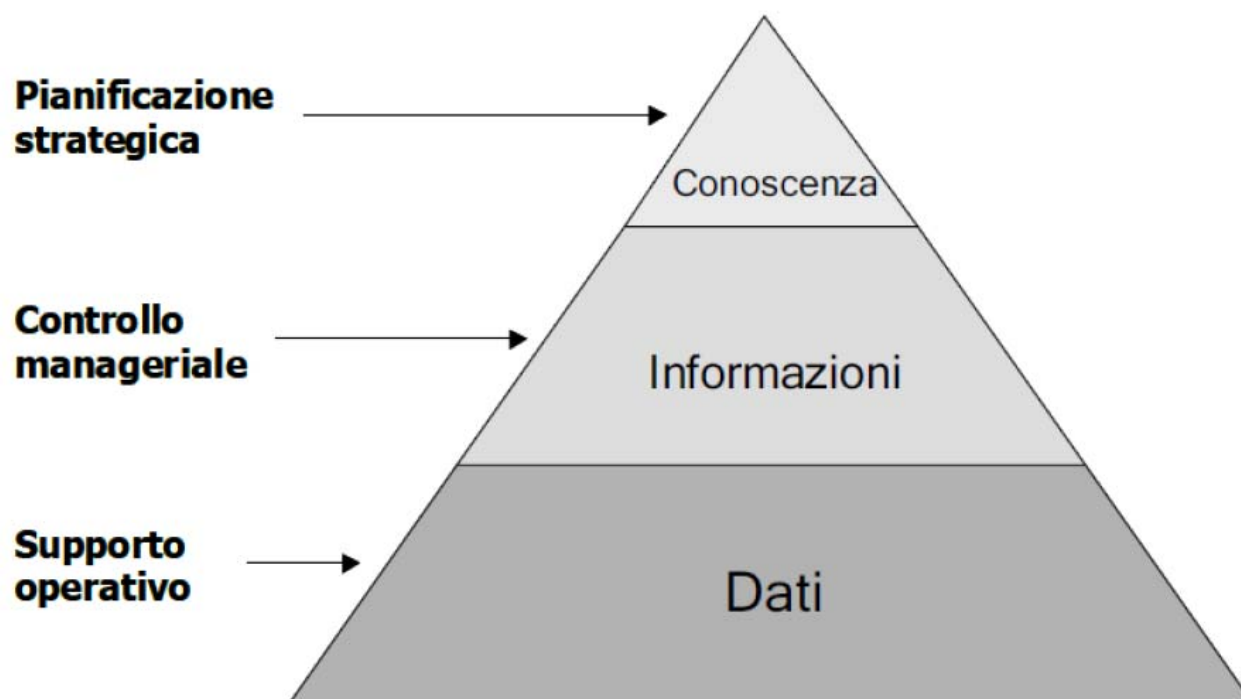 Pianificazione
strategica
Conoscenza
Controllo
manageriale
Informazioni
Supporto
operativo
Dati